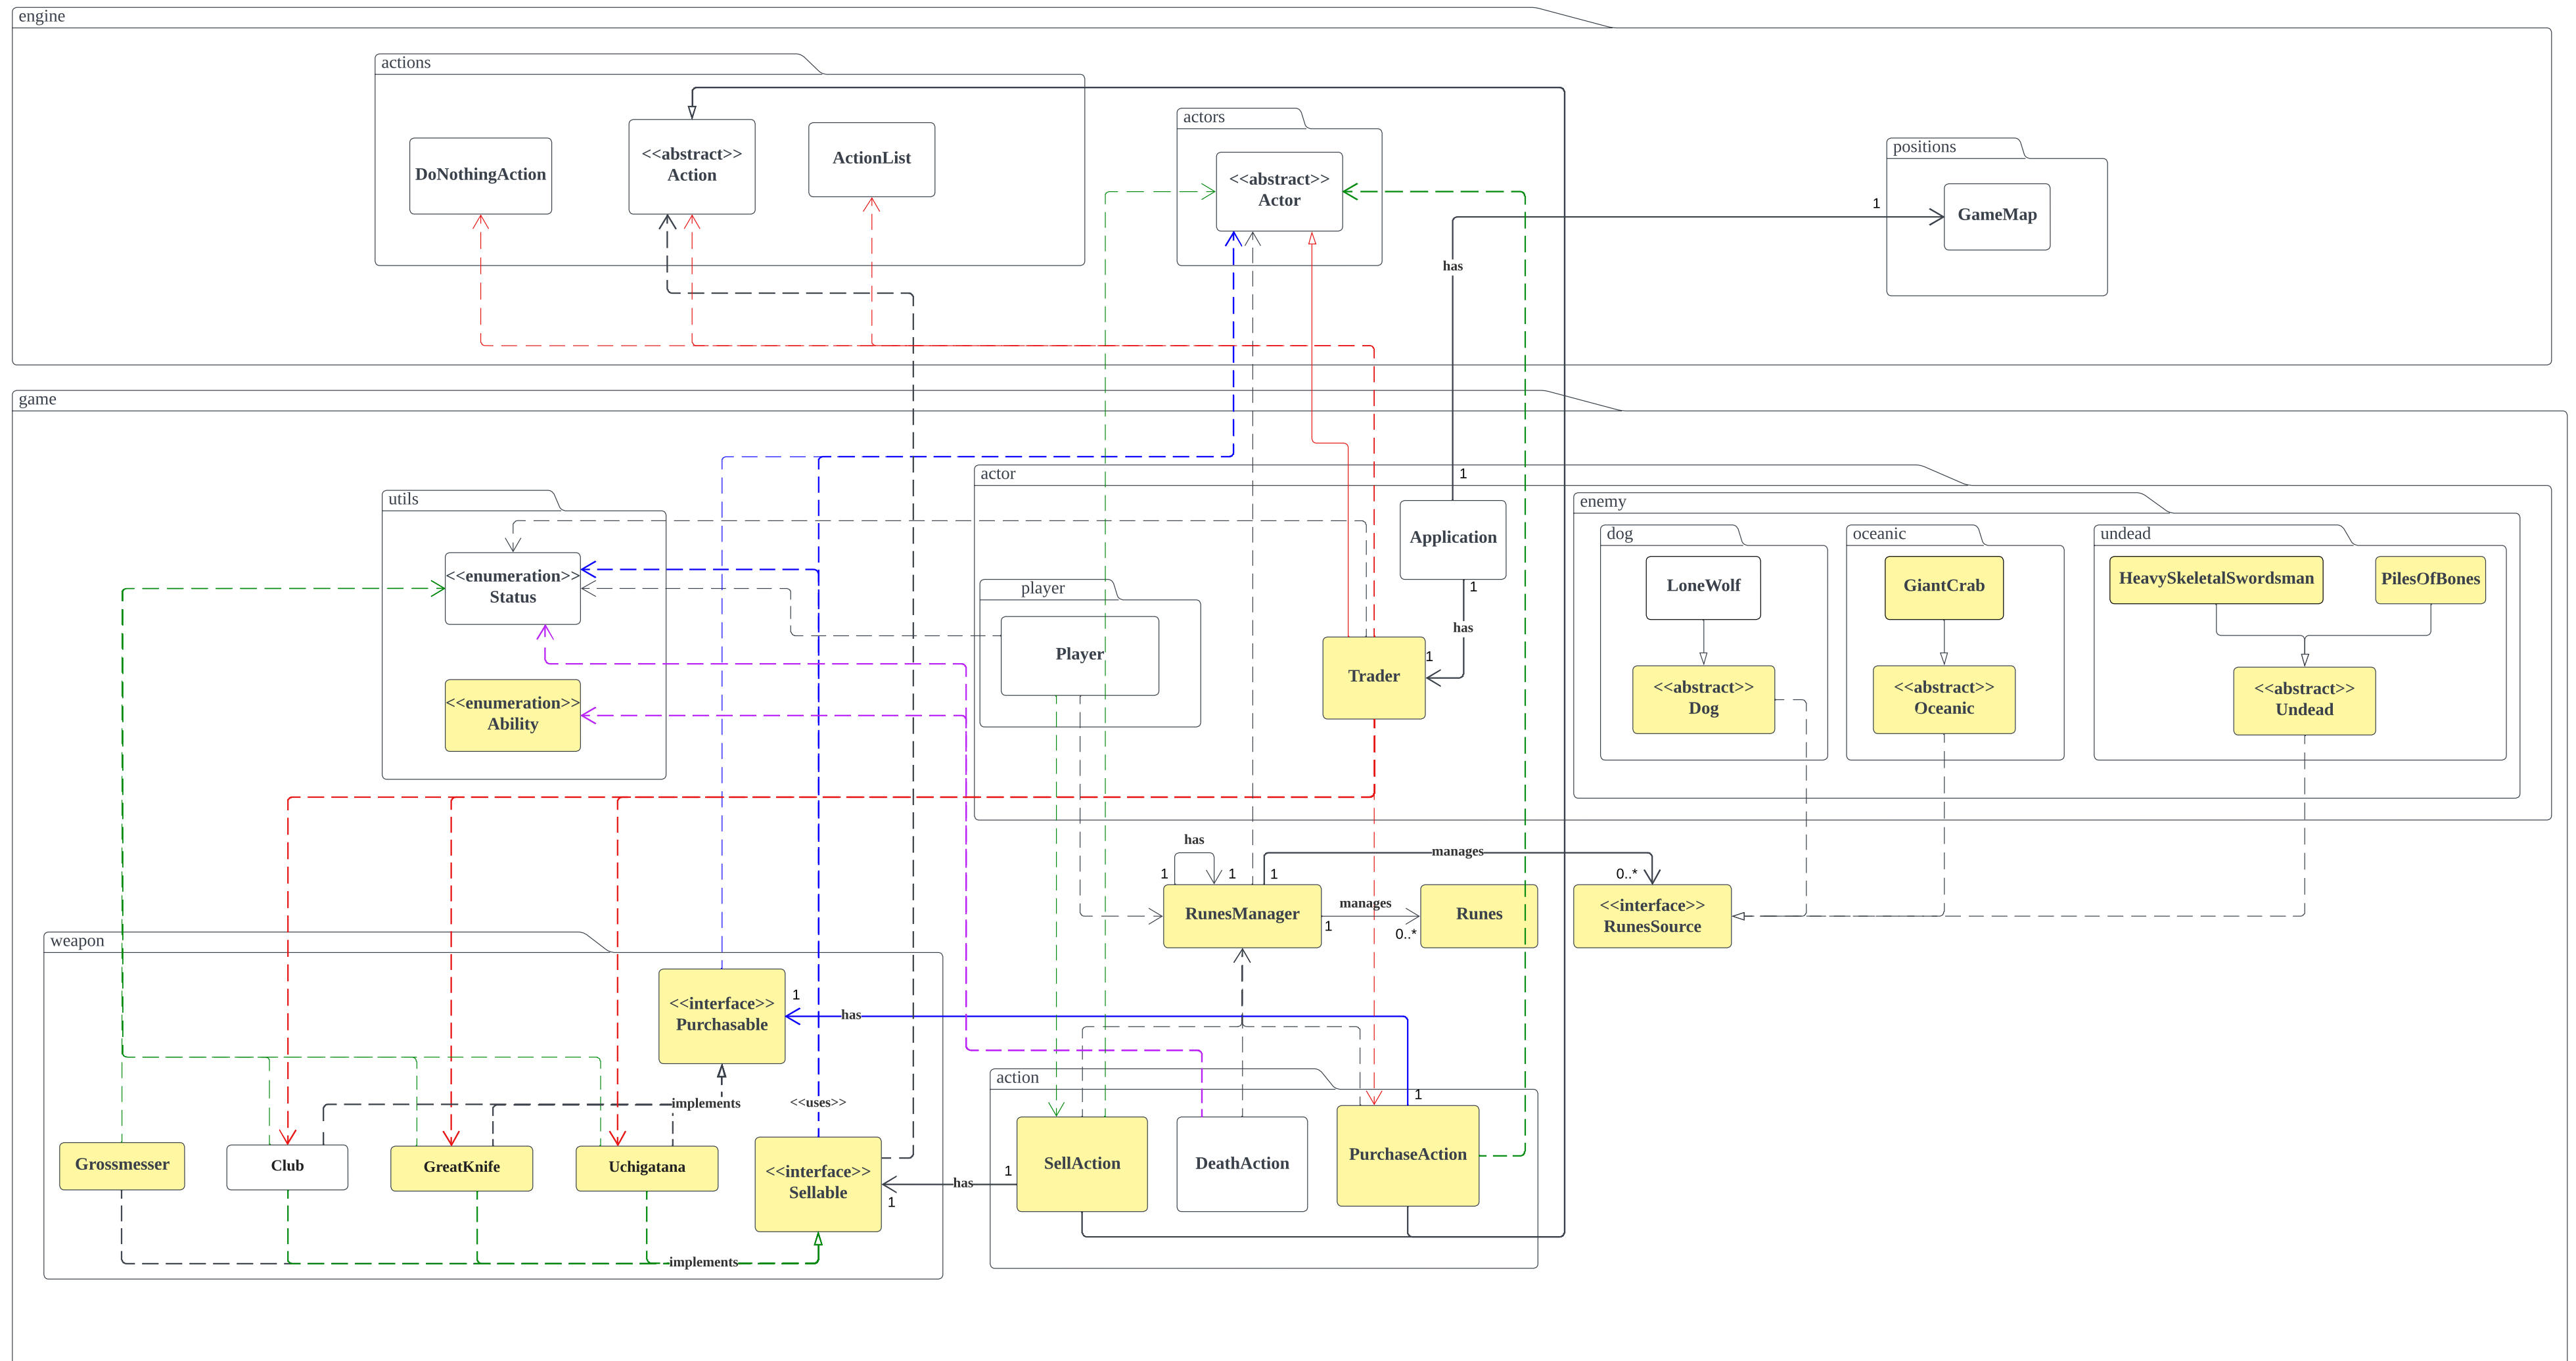 engine
actions
DoNothingAction
<<abstract>>
Action
ActionList
actors
<<abstract>>
Actor
positions
GameMap
1
has
game
actor
1
utils
<<enumeration>>
Status
<<enumeration>>
Ability
player
Player
Application
1
has
1
Trader
enemy
dog
LoneWolf
<<abstract>>
Dog
oceanic
GiantCrab
<<abstract>>
Oceanic
undead
HeavySkeletalSwordsman
PilesOfBones
<<abstract>>
Undead
has
1
1
1
manages
0..*
RunesManager
manages
1
0..*
Runes
<<interface>>
RunesSource
weapon
<<interface>>
Purchasable
1
has
implements
<<uses>>
Grossmesser
Club
GreatKnife
Uchigatana
<<interface>>
Sellable
1
has
1
implements
action
SellAction
DeathAction
1
PurchaseAction